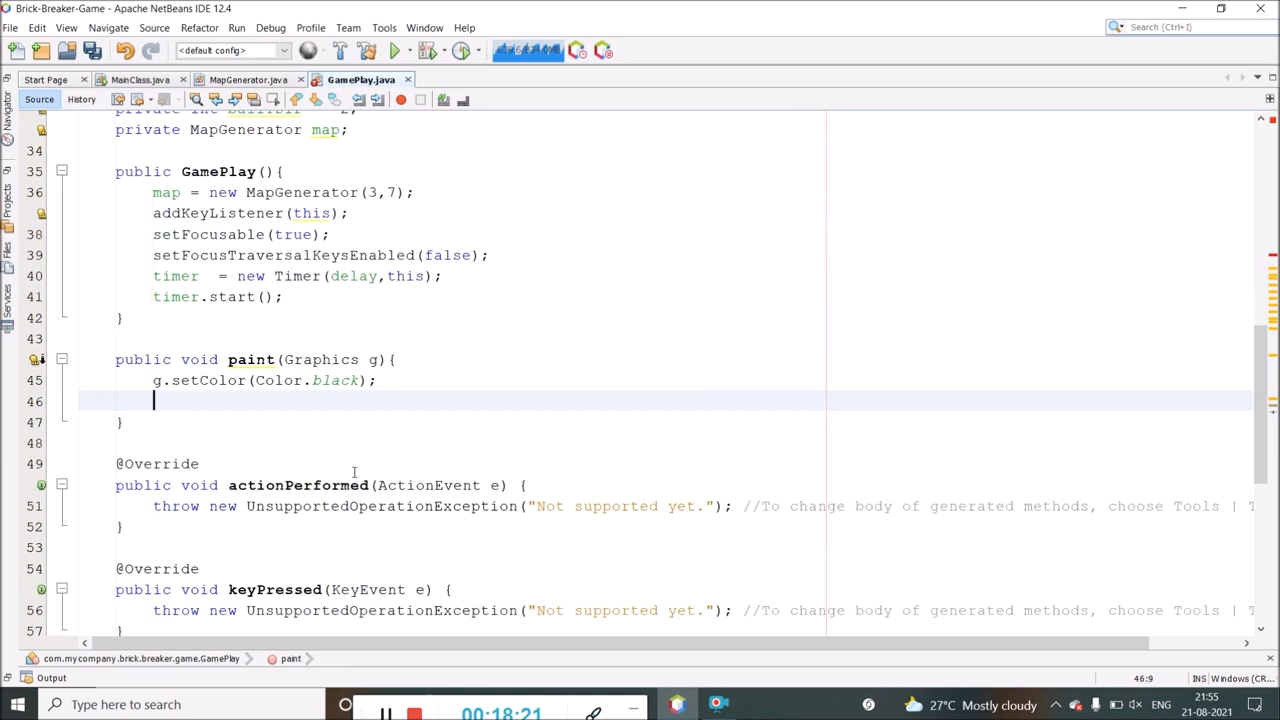 Brick-Breaker-Game - Apache NetBeans IDE 12.4
File Edit View Navigate Source Refactor Run Debug Profile Team Tools Window Help
Search (Ctrl+I)
<default config>
Start Page MainClass.java MapGenerator.java GamePlay.java
Source History
Navigator
Projects
Files
Services
private MapGenerator map;
34
35 public GamePlay(){
36 map = new MapGenerator(3,7);
addKeyListener(this);
38 setFocusable(true);
39 setFocusTraversalKeysEnabled(false);
40 timer = new Timer(delay,this);
41 timer.start();
42 }
43
public void paint(Graphics g){
45 g.setColor(Color.black);
46
47 }
48
49 @Override
public void actionPerformed(ActionEvent e) {
51 throw new UnsupportedOperationException("Not supported yet."); //To change body of generated methods, choose Tools |
52 }
53
54 @Override
public void keyPressed(KeyEvent e) {
56 throw new UnsupportedOperationException("Not supported yet."); //To change body of generated methods, choose Tools |
57 }
com.mycompany.brick.breaker.game.GamePlay paint
Output
46:9 INS Windows (CR...
Type here to search
00:18:21
27°C Mostly cloudy
ENG
21:55
21-08-2021